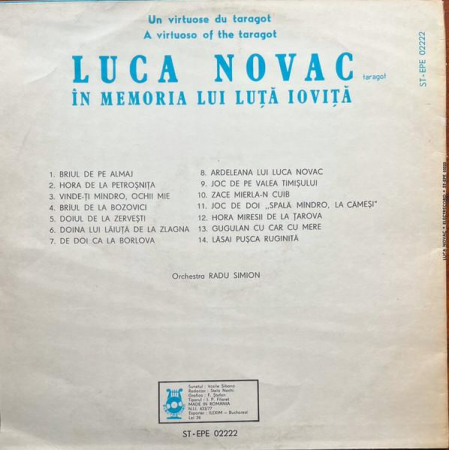 Un virtuose du taragot
A virtuoso of the taragot
LUCA NOVAC taragot
ÎN MEMORIA LUI LUȚĂ IOVIȚĂ
ST-EPE 02222
1. BRIUL DE PE ALMAJ
2. HORA DE LA PETROȘNIȚA
3. VINDE-ȚI MINDRO, OCHII MIE
4. BRIUL DE LA BOZOVICI
5. DOIUL DE LA ZERVEȘTI
6. DOINA LUI LĂIUȚĂ DE LA ZLAGNA
7. DE DOI CA LA BORLOVA
8. ARDELEANA LUI LUCA NOVAC
9. JOC DE PE VALEA TIMIȘULUI
10. ZACE MIERLA-N CUIB
11. JOC DE DOI „SPALĂ MÎNDRO, LA CĂMEȘI"
12. HORA MIRESII DE LA ȚAROVA
13. GUGULAN CU CAR CU MERE
14. LĂSAI PUȘCA RUGINITĂ
Orchestra RADU SIMION
MADE IN ROMANIA
ST-EPE 02222